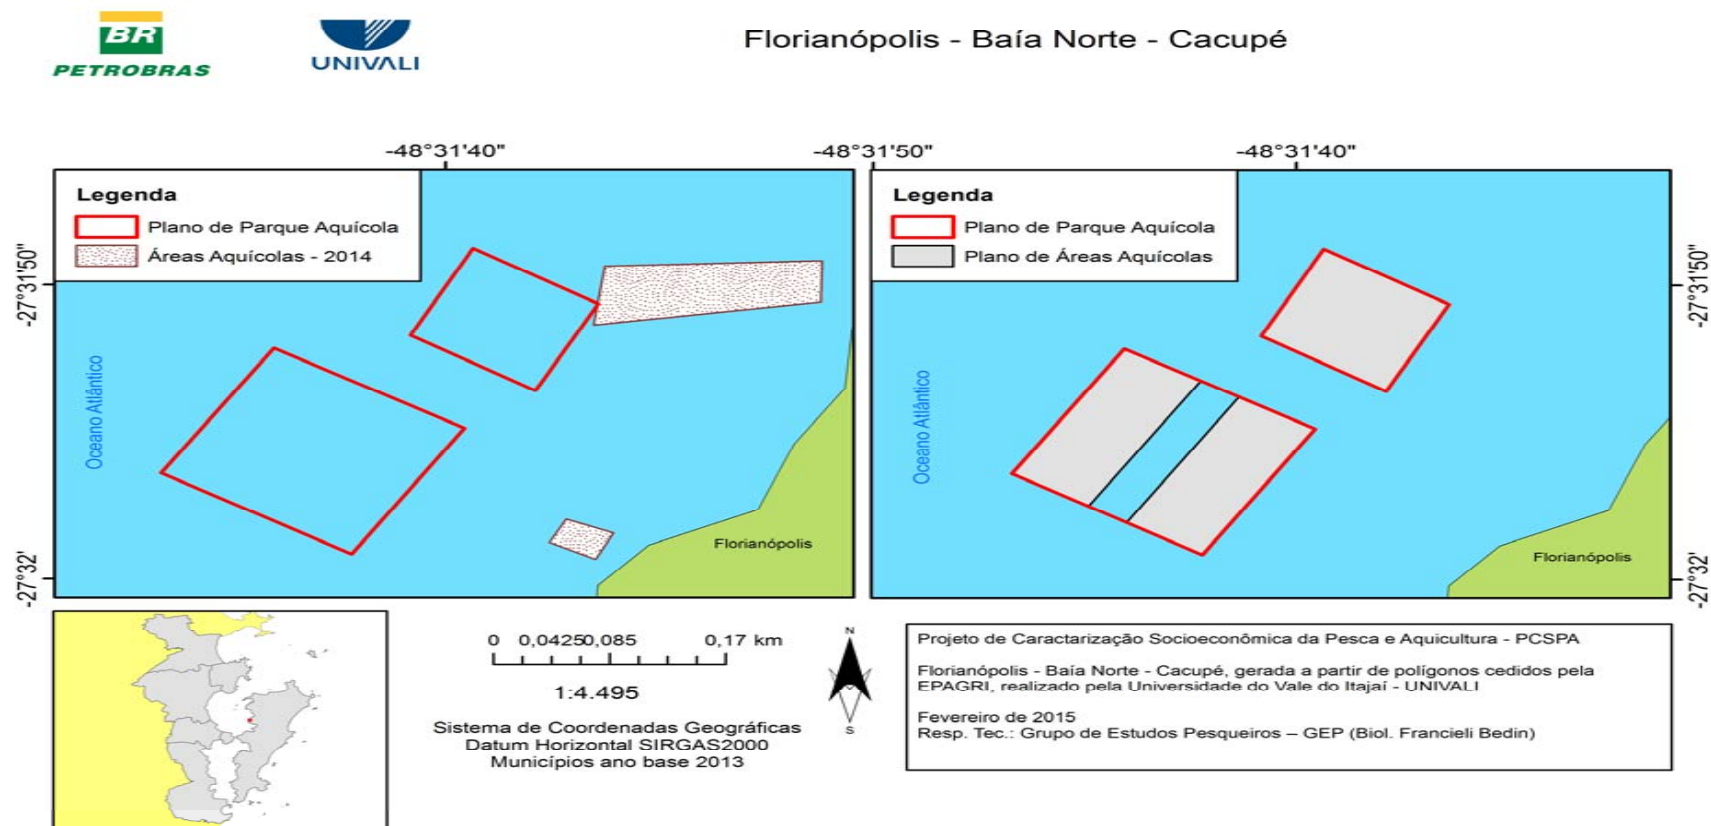 BR
PETROBRAS
UNIVALI
Florianópolis - Baía Norte - Cacupé
-48°31'40"
-48°31'50"
-48°31'40"
Legenda
Plano de Parque Aquícola
Áreas Aquícolas - 2014
-27°31'50"
-27°32'
Oceano Atlântico
Florianópolis
Legenda
Plano de Parque Aquícola
Plano de Áreas Aquícolas
-27°31'50"
-27°32'
Oceano Atlântico
Florianópolis
0 0,0425 0,085 0,17 km
1:4.495
Sistema de Coordenadas Geográficas
Datum Horizontal SIRGAS2000
Municípios ano base 2013
N
S
Projeto de Caractarização Socioeconômica da Pesca e Aquicultura - PCSPA
Florianópolis - Baía Norte - Cacupé, gerada a partir de polígonos cedidos pela
EPAGRI, realizado pela Universidade do Vale do Itajaí - UNIVALI
Fevereiro de 2015
Resp. Tec.: Grupo de Estudos Pesqueiros – GEP (Biol. Francieli Bedin)